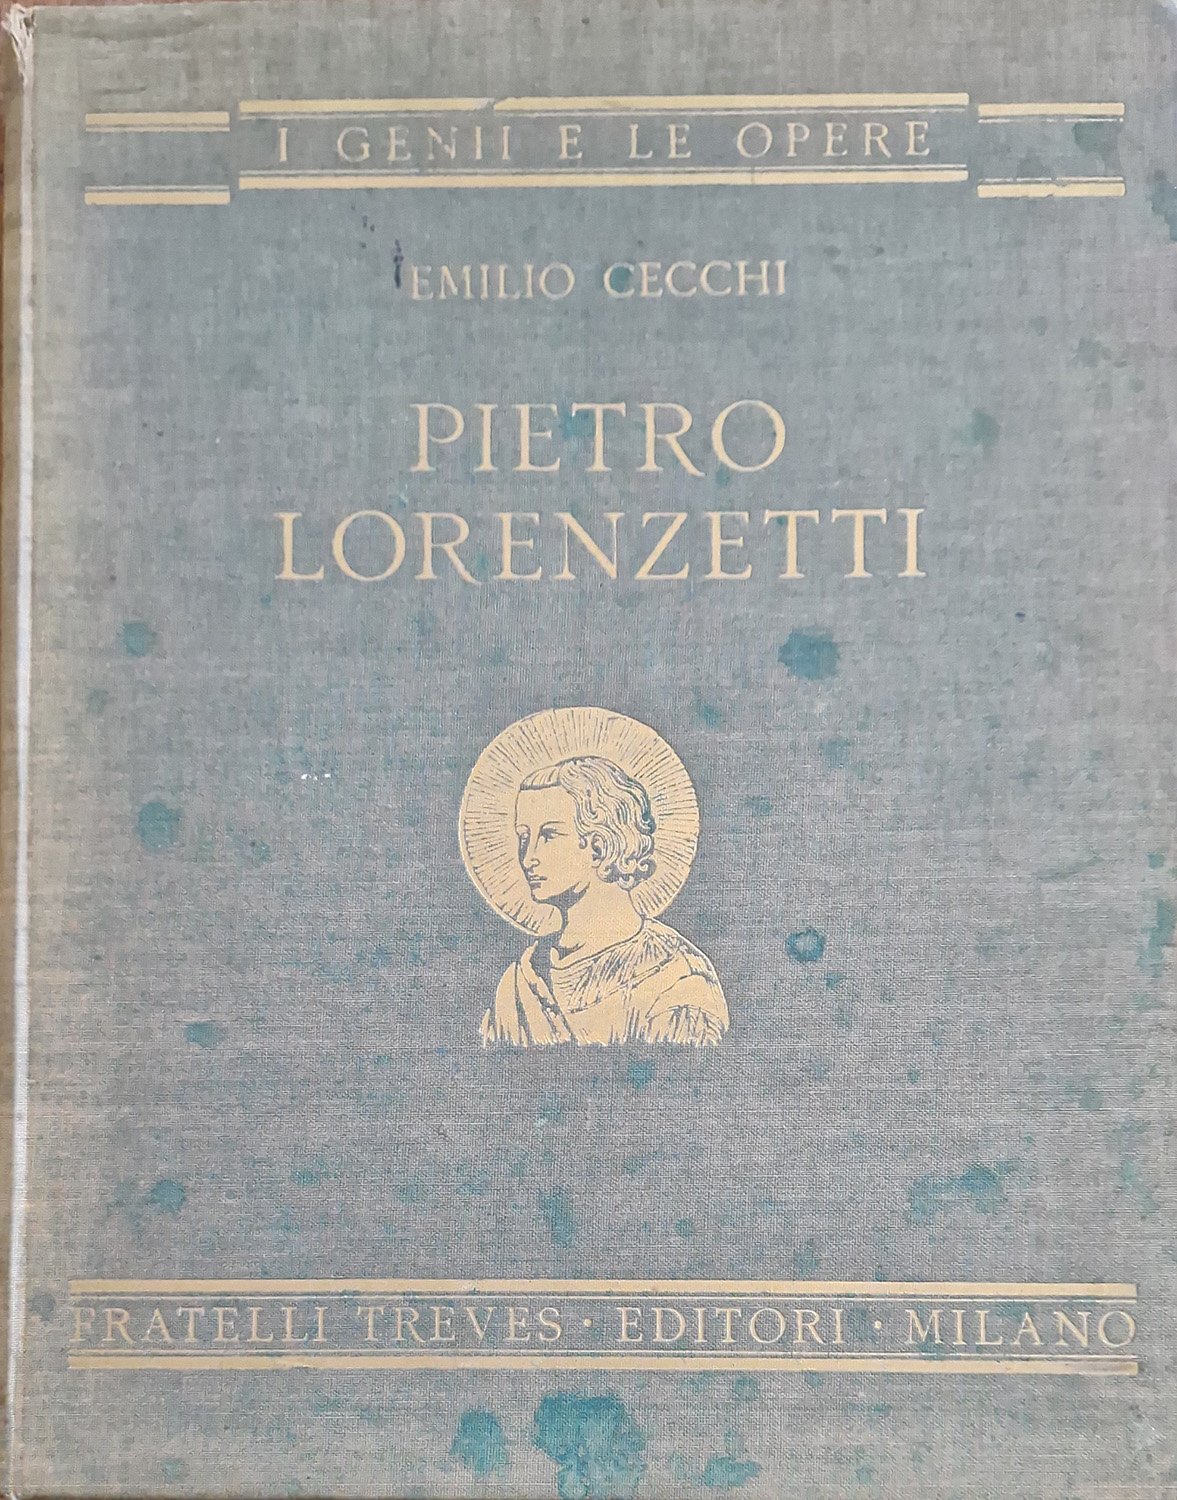 I GENII E LE OPERE
EMILIO CECCHI
PIETRO
LORENZETTI
FRATELLI TREVES · EDITORI · MILANO